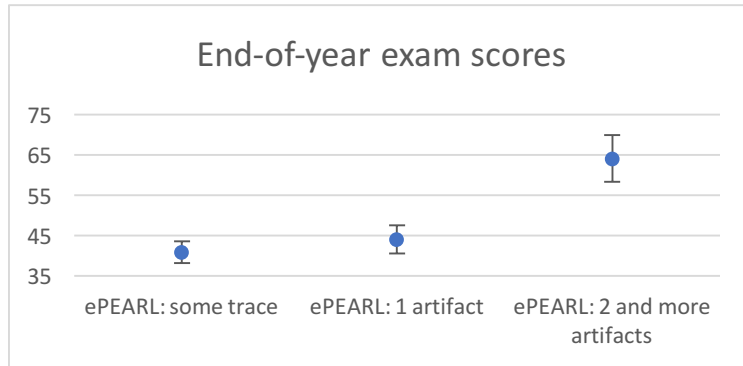 End-of-year exam scores
75
65
55
45
35
ePEARL: some trace
ePEARL: 1 artifact
ePEARL: 2 and more
artifacts